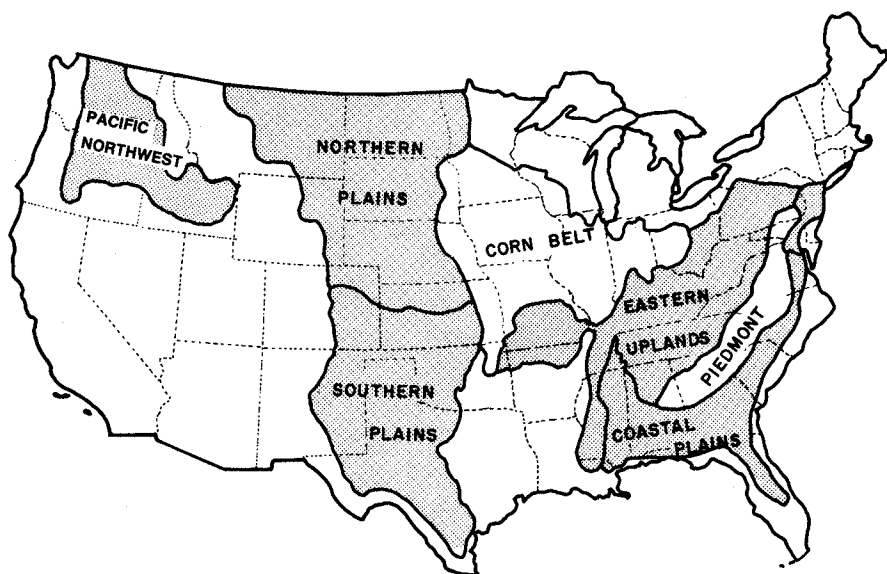 PACIFIC
NORTHWEST
NORTHERN
PLAINS
CORN BELT
EASTERN
UPLANDS
PIEDMONT
SOUTHERN
PLAINS
COASTAL
PLAINS